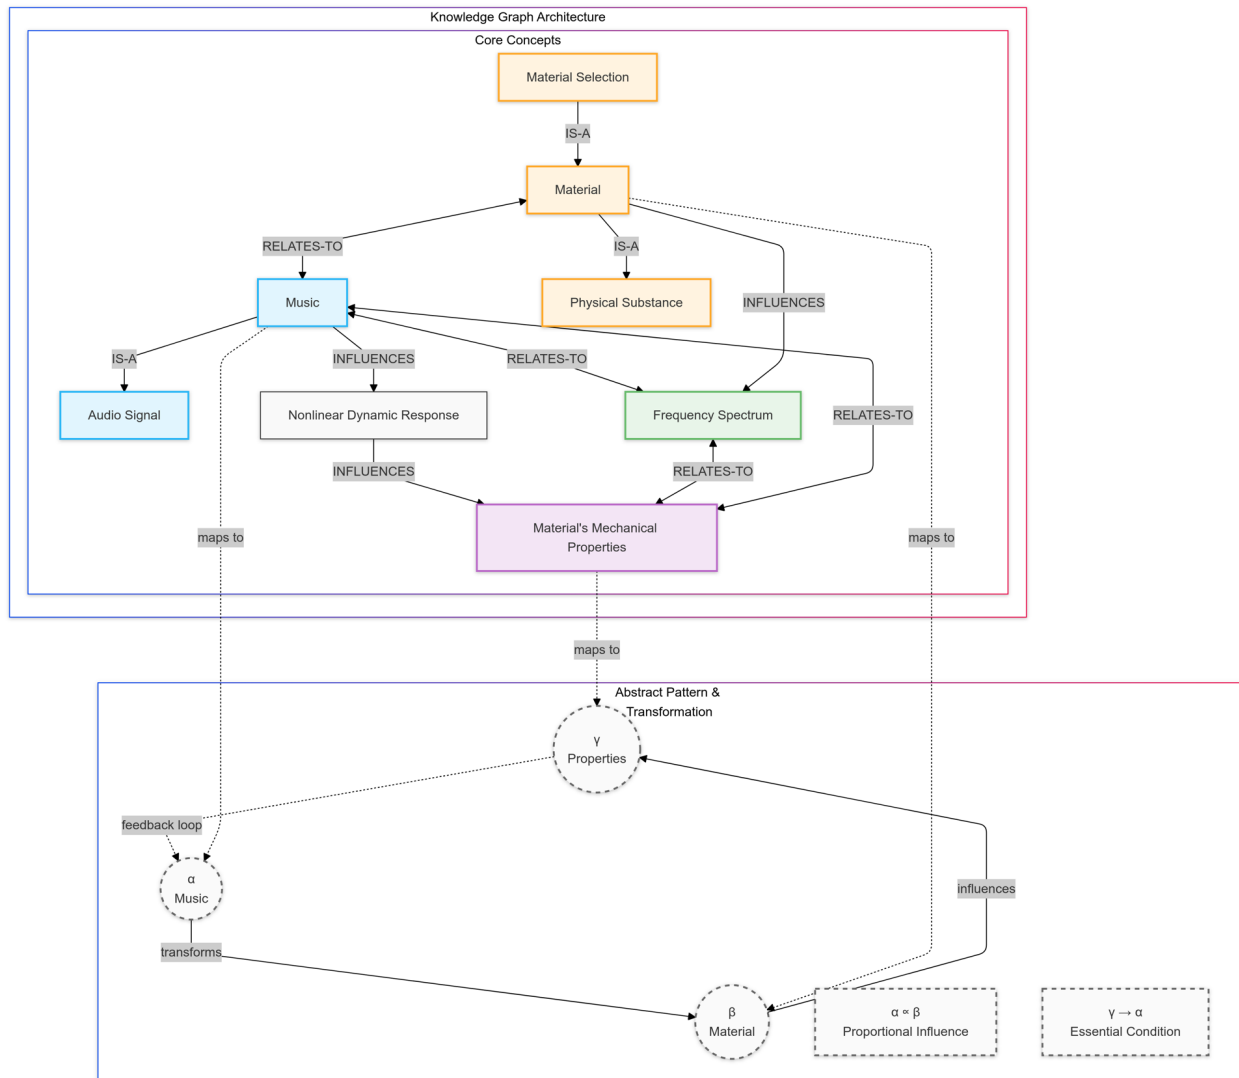 Knowledge Graph Architecture
Core Concepts
Material Selection
IS-A
Material
RELATES-TO
IS-A
Music
Physical Substance
INFLUENCES
IS-A
INFLUENCES
RELATES-TO
Audio Signal
Nonlinear Dynamic Response
Frequency Spectrum
RELATES-TO
INFLUENCES
RELATES-TO
Material's Mechanical
Properties
maps to
maps to
maps to
Abstract Pattern &
Transformation
γ
Properties
feedback loop
α
Music
influences
transforms
β
Material
α ∝ β
Proportional Influence
γ → α
Essential Condition